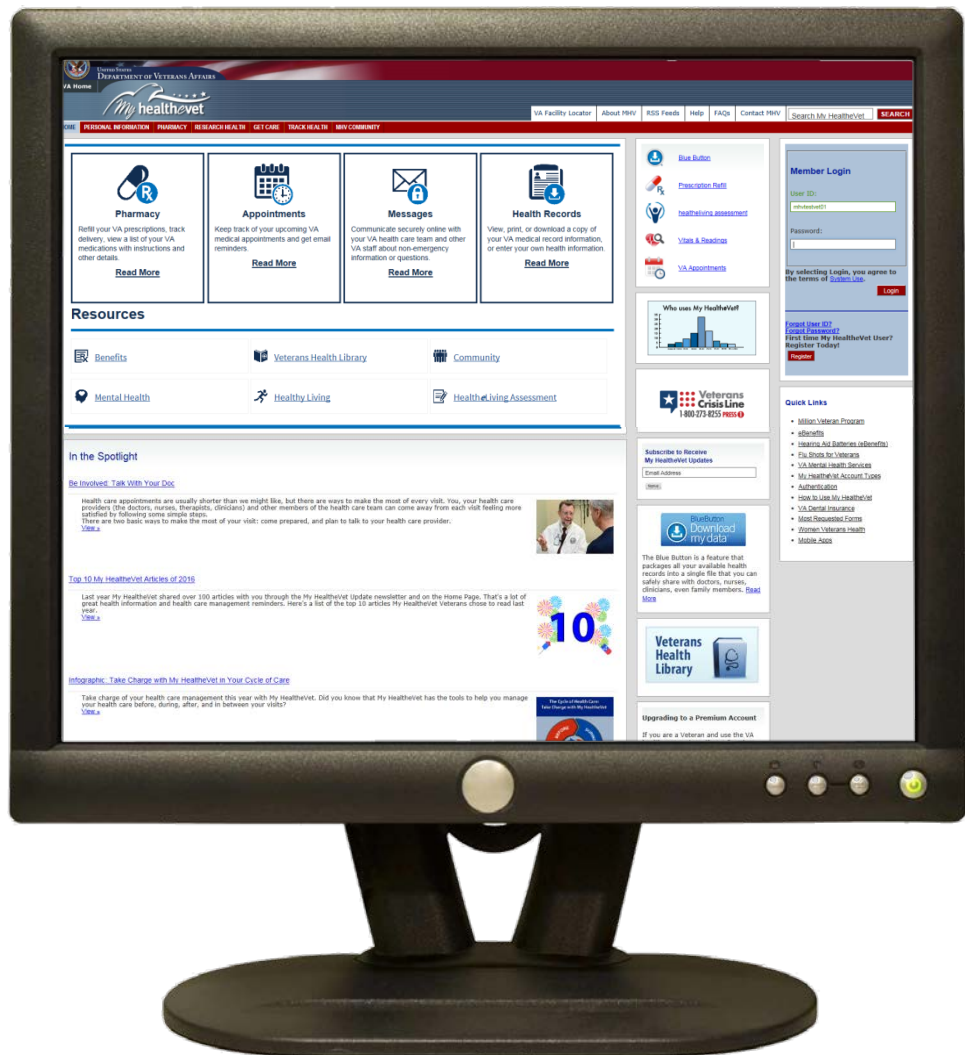 UNITED STATES
DEPARTMENT OF VETERANS AFFAIRS
VA Home
My healthevet
VA Facility Locator About MHV RSS Feeds Help FAQs Contact MHV Search My HealtheVet SEARCH
HOME PERSONAL INFORMATION PHARMACY RESEARCH HEALTH GET CARE TRACK HEALTH MHV COMMUNITY
Pharmacy
Refill your VA prescriptions, track
delivery, view a list of your VA
medications with instructions and
other details.
Read More
Appointments
Keep track of your upcoming VA
medical appointments and get email
reminders.
Read More
Messages
Communicate securely online with
your VA health care team and other
VA staff about non-emergency
information or questions.
Read More
Health Records
View, print, or download a copy of
your VA medical record information,
or enter your own health information.
Read More
Resources
Benefits
Veterans Health Library
Community
Mental Health
Healthy Living
HealtheLiving Assessment
In the Spotlight
Be Involved: Talk With Your Doc
Health care appointments are usually shorter than we might like, but there are ways to make the most of every visit. You, your health care
providers (the doctors, nurses, therapists, clinicians) and other members of the health care team can come away from each visit feeling more
satisfied by following some simple steps.
There are two basic ways to make the most of your visit: come prepared, and plan to talk to your health care provider.
View »
Top 10 My HealtheVet Articles of 2016
Last year My HealtheVet shared over 100 articles with you through the My HealtheVet Update newsletter and on the Home Page. That's a lot of
great health information and health care management reminders. Here's a list of the top 10 articles My HealtheVet Veterans chose to read last
year.
View »
10
Infographic: Take Charge with My HealtheVet in Your Cycle of Care
Take charge of your health care management this year with My HealtheVet. Did you know that My HealtheVet has the tools to help you manage
your health care before, during, after, and in between your visits?
View »
The Cycle of Health Care:
Take Charge with My HealtheVet
Blue Button
Prescription Refill
healtheliving assessment
Vitals & Readings
VA Appointments
Who uses My HealtheVet?
Veterans
Crisis Line
1-800-273-8255 PRESS 1
Subscribe to Receive
My HealtheVet Updates
Email Address
BlueButton
Download
my data
The Blue Button is a feature that
packages all your available health
records into a single file that you can
safely share with doctors, nurses,
clinicians, even family members. Read
More
Veterans
Health
Library
Upgrading to a Premium Account
If you are a Veteran and use the VA
Member Login
User ID:
mhvtestvet01
Password:
By selecting Login, you agree to
the terms of System Use.
Login
Forgot User ID?
Forgot Password?
First time My HealtheVet User?
Register Today!
Register
Quick Links
Million Veteran Program
eBenefits
Hearing Aid Batteries (eBenefits)
Flu Shots for Veterans
VA Mental Health Services
My HealtheVet Account Types
Authentication
How to Use My HealtheVet
VA Dental Insurance
Most Requested Forms
Women Veterans Health
Mobile Apps